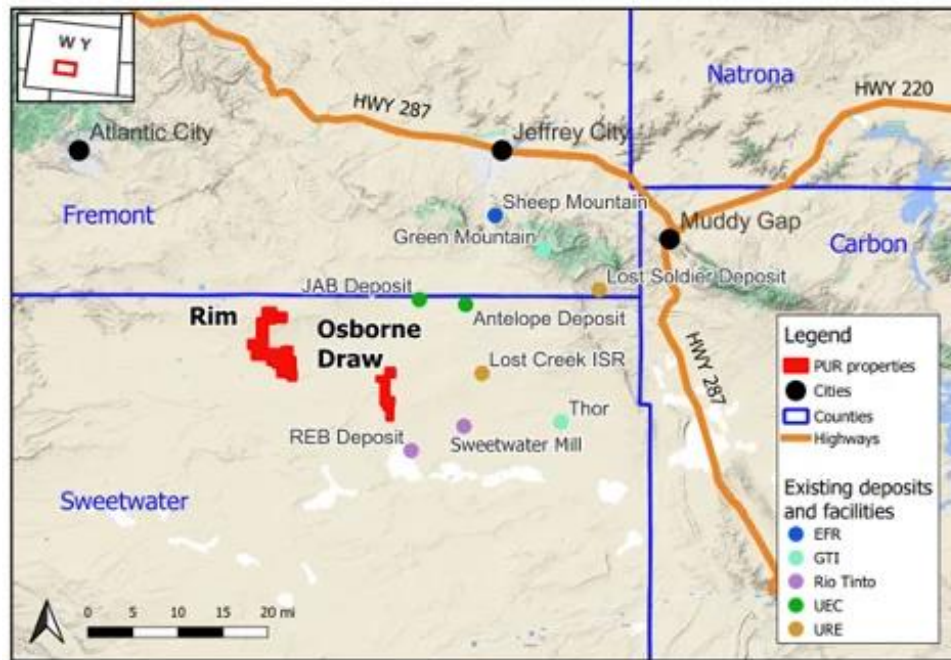 W Y
Natrona
HWY 220
HWY 287
Atlantic City
Jeffrey City
Sheep Mountain
Fremont
Green Mountain
Muddy Gap
Carbon
Lost Soldier Deposit
JAB Deposit
Rim
Osborne
Draw
Antelope Deposit
Lost Creek ISR
HWY 287
Thor
REB Deposit
Sweetwater Mill
Sweetwater
Legend
PUR properties
Cities
Counties
Highways
Existing deposits
and facilities
EFR
GTI
Rio Tinto
UEC
URE
0 5 10 15 20 mi